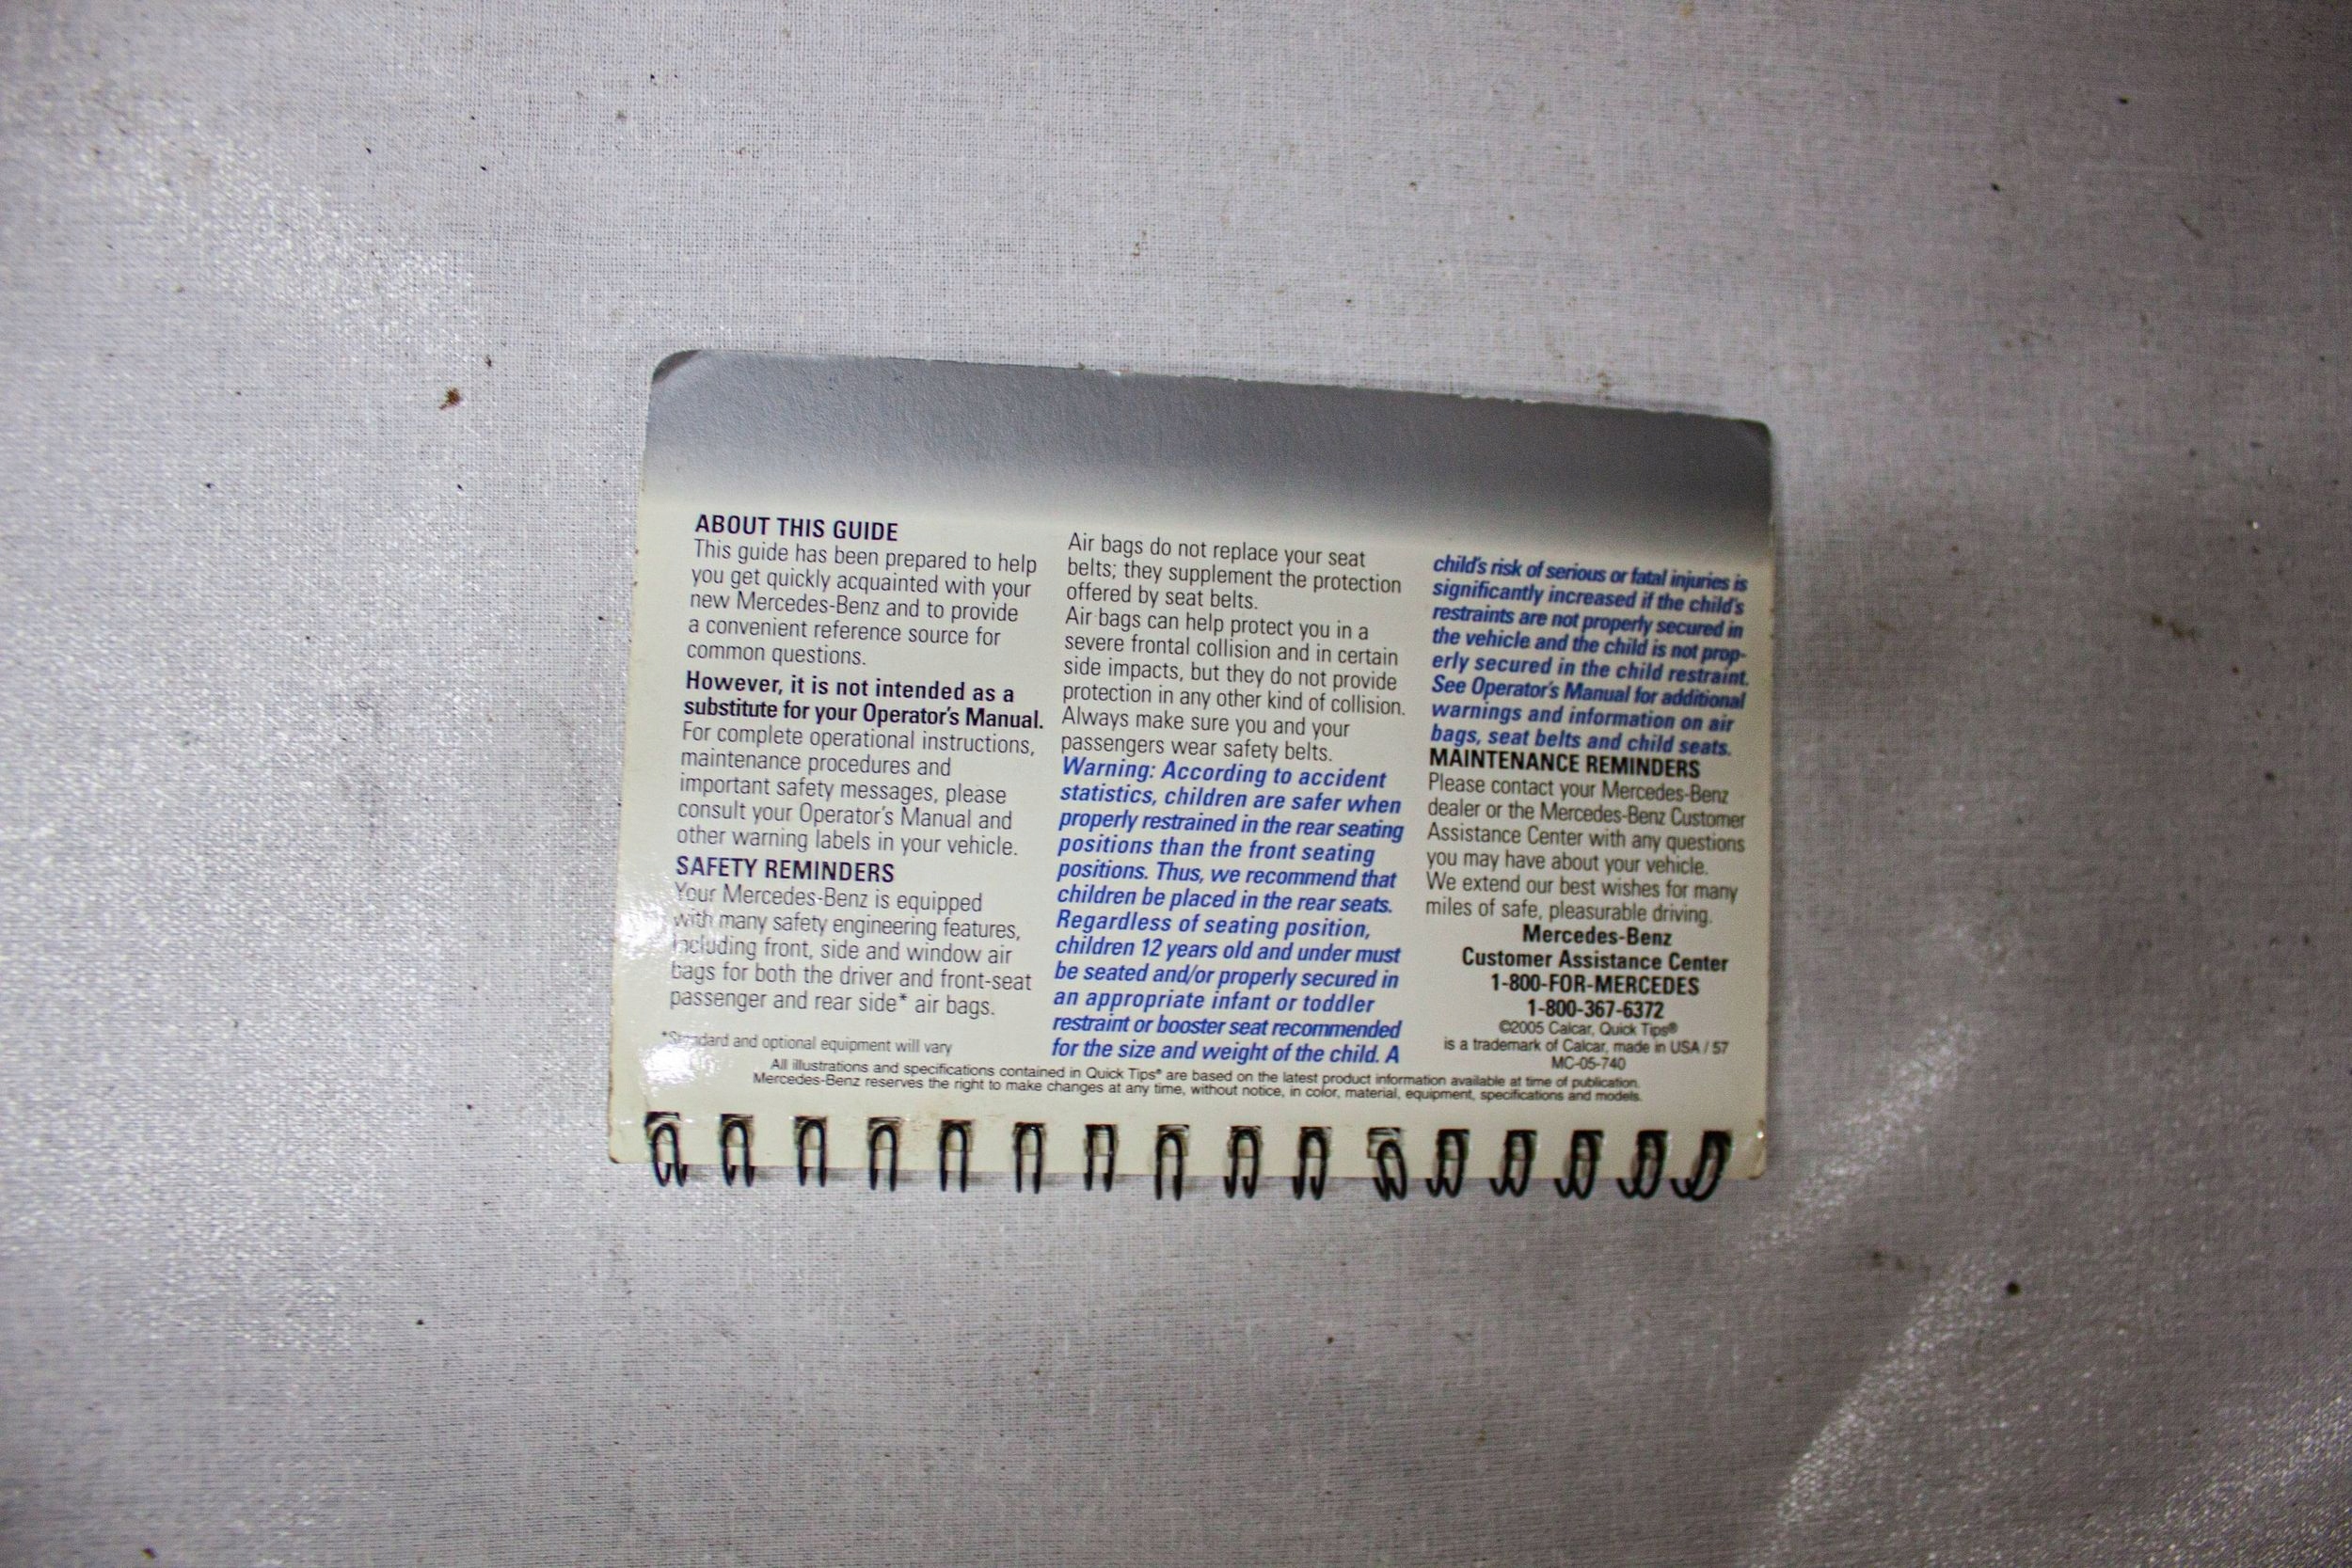 ABOUT THIS GUIDE
This guide has been prepared to help
you get quickly acquainted with your
new Mercedes-Benz and to provide
a convenient reference source for
common questions.
However, it is not intended as a
substitute for your Operator's Manual.
For complete operational instructions,
maintenance procedures and
important safety messages, please
consult your Operator's Manual and
other warning labels in your vehicle.
SAFETY REMINDERS
Your Mercedes-Benz is equipped
with many safety engineering features,
including front, side and window air
bags for both the driver and front-seat
passenger and rear side* air bags.
*Standard and optional equipment will vary
Air bags do not replace your seat
belts; they supplement the protection
offered by seat belts.
Air bags can help protect you in a
severe frontal collision and in certain
side impacts, but they do not provide
protection in any other kind of collision.
Always make sure you and your
passengers wear safety belts.
Warning: According to accident
statistics, children are safer when
properly restrained in the rear seating
positions than the front seating
positions. Thus, we recommend that
children be placed in the rear seats.
Regardless of seating position,
children 12 years old and under must
be seated and/or properly secured in
an appropriate infant or toddler
restraint or booster seat recommended
for the size and weight of the child. A
child's risk of serious or fatal injuries is
significantly increased if the child's
restraints are not properly secured in
the vehicle and the child is not prop-
erly secured in the child restraint.
See Operator's Manual for additional
warnings and information on air
bags, seat belts and child seats.
MAINTENANCE REMINDERS
Please contact your Mercedes-Benz
dealer or the Mercedes-Benz Customer
Assistance Center with any questions
you may have about your vehicle.
We extend our best wishes for many
miles of safe, pleasurable driving.
Mercedes-Benz
Customer Assistance Center
1-800-FOR-MERCEDES
1-800-367-6372
©2005 Calcar, Quick Tips®
is a trademark of Calcar, made in USA / 57
MC-05-740
All illustrations and specifications contained in Quick Tips® are based on the latest product information available at time of publication.
Mercedes-Benz reserves the right to make changes at any time, without notice, in color, material, equipment, specifications and models.